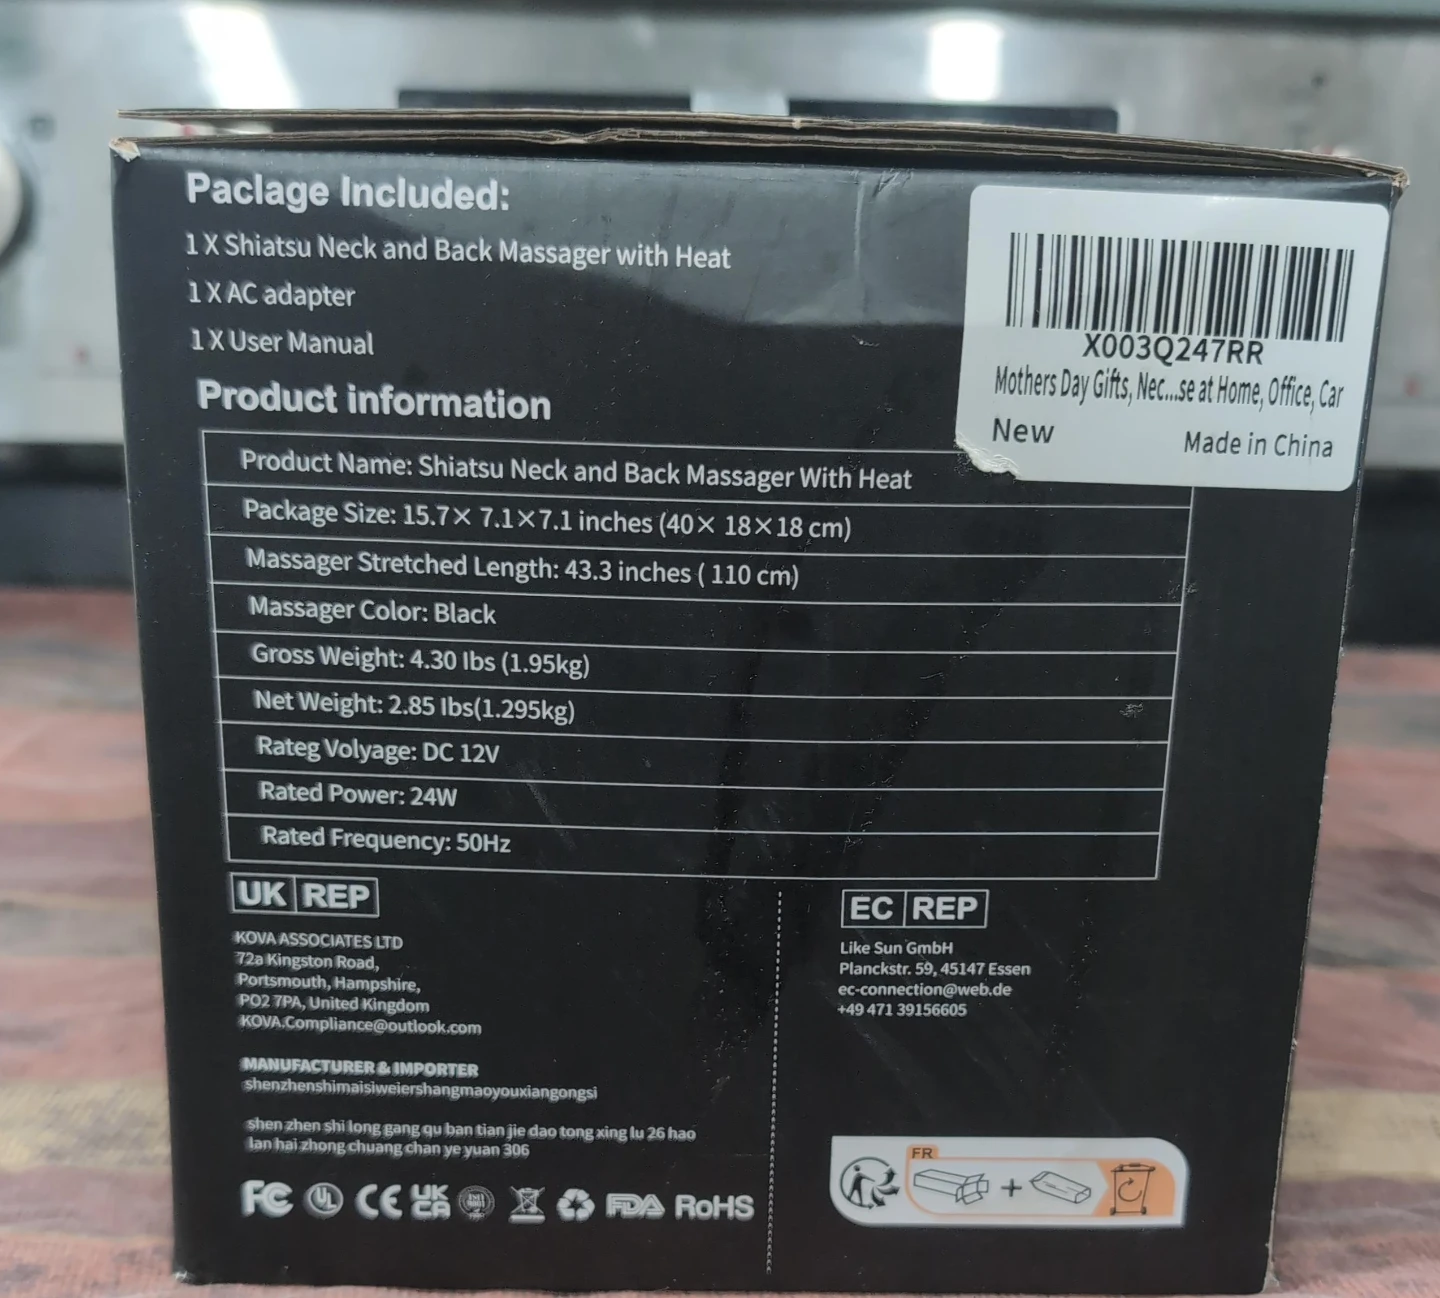 Paclage Included:
1 X Shiatsu Neck and Back Massager with Heat
1 X AC adapter
1 X User Manual
X003Q247RR
Mothers Day Gifts, Nec...se at Home, Office, Car
New
Made in China
Product information
Product Name: Shiatsu Neck and Back Massager With Heat
Package Size: 15.7× 7.1×7.1 inches (40× 18×18 cm)
Massager Stretched Length: 43.3 inches ( 110 cm)
Massager Color: Black
Gross Weight: 4.30 lbs (1.95kg)
Net Weight: 2.85 lbs(1.295kg)
Rateg Volyage: DC 12V
Rated Power: 24W
Rated Frequency: 50Hz
UK REP
KOVA ASSOCIATES LTD
72a Kingston Road,
Portsmouth, Hampshire,
PO2 7PA, United Kingdom
KOVA.Compliance@outlook.com
MANUFACTURER & IMPORTER
shenzhenshimaisiweiershangmaoyouxiangongsi
shen zhen shi long gang qu ban tian jie dao tong xing lu 26 hao
lan hai zhong chuang chan ye yuan 306
FC UL CE UK CA FDA RoHS
EC REP
Like Sun GmbH
Planckstr. 59, 45147 Essen
ec-connection@web.de
+49 471 39156605
FR